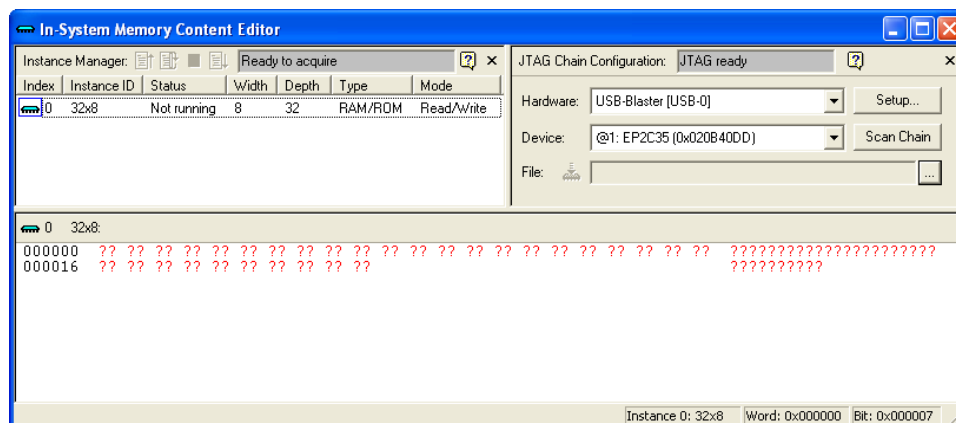 In-System Memory Content Editor
Instance Manager: Ready to acquire
Index Instance ID Status Width Depth Type Mode
0 32x8 Not running 8 32 RAM/ROM Read/Write
JTAG Chain Configuration: JTAG ready
Hardware: USB-Blaster [USB-0] Setup...
Device: @1: EP2C35 (0x020B40DD) Scan Chain
File: ...
0 32x8:
000000 ?? ?? ?? ?? ?? ?? ?? ?? ?? ?? ?? ?? ?? ?? ?? ?? ?? ?? ?? ?? ?? ?? ??????????????????????
000016 ?? ?? ?? ?? ?? ?? ?? ?? ?? ?? ??????????
Instance 0: 32x8 Word: 0x000000 Bit: 0x000007